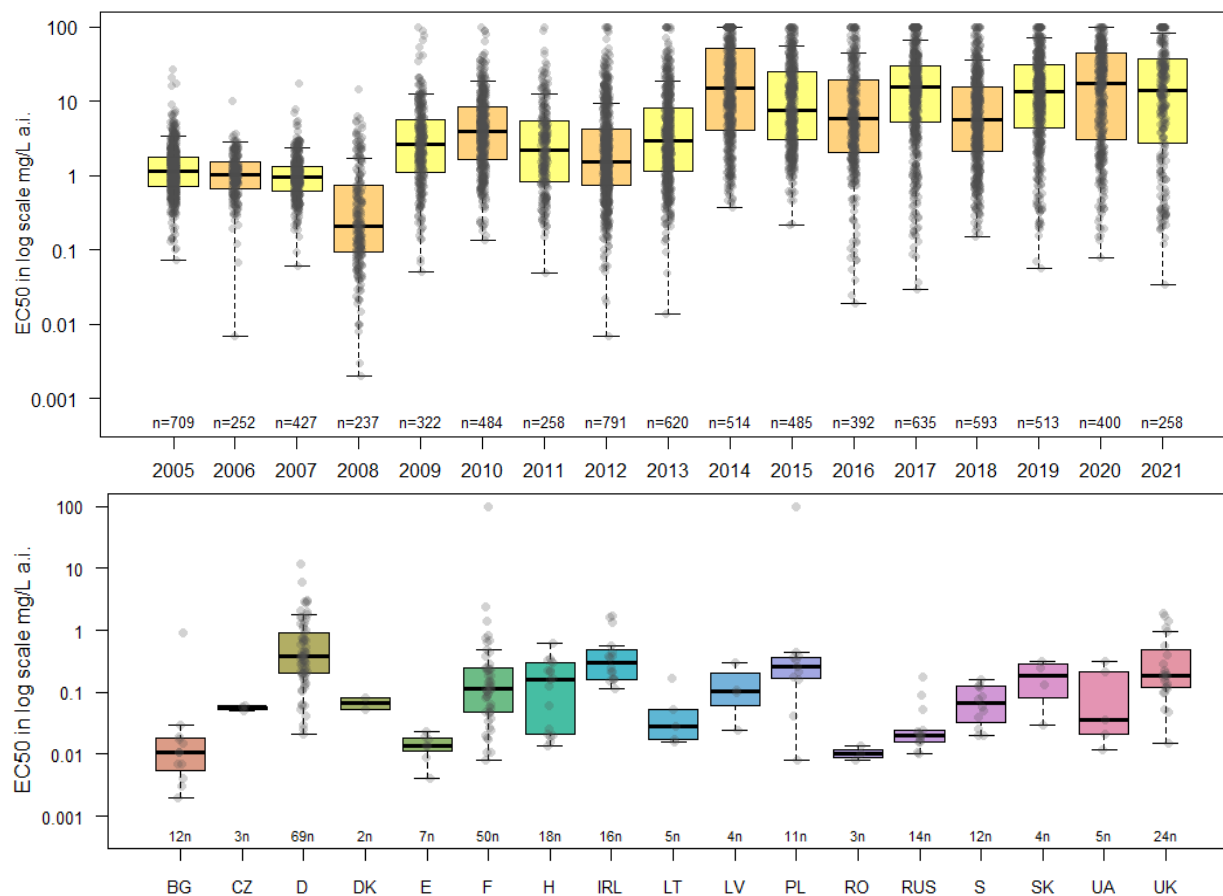 EC50 in log scale mg/L a.i.
100
10
1
0.1
0.01
0.001
n=709 n=252 n=427 n=237 n=322 n=484 n=258 n=791 n=620 n=514 n=485 n=392 n=635 n=593 n=513 n=400 n=258
2005 2006 2007 2008 2009 2010 2011 2012 2013 2014 2015 2016 2017 2018 2019 2020 2021
EC50 in log scale mg/L a.i.
100
10
1
0.1
0.01
0.001
12n 3n 69n 2n 7n 50n 18n 16n 5n 4n 11n 3n 14n 12n 4n 5n 24n
BG CZ D DK E F H IRL LT LV PL RO RUS S SK UA UK